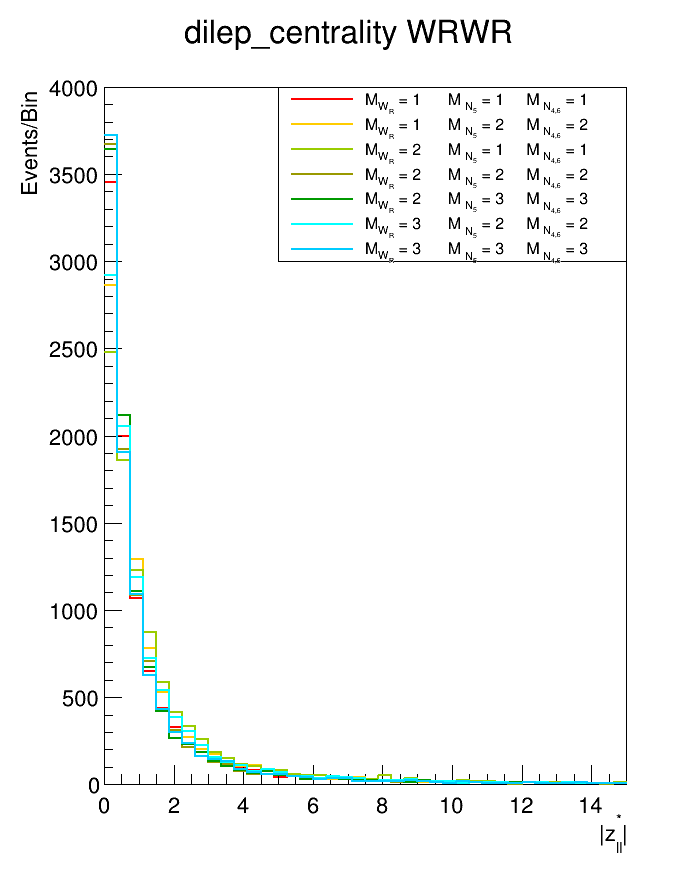 dilep_centrality WRWR
Events/Bin
4000
3500
3000
2500
2000
1500
1000
500
0
M_{W_R} = 1 M_{N_5} = 1 M_{N_{4,6}} = 1
M_{W_R} = 1 M_{N_5} = 2 M_{N_{4,6}} = 2
M_{W_R} = 2 M_{N_5} = 1 M_{N_{4,6}} = 1
M_{W_R} = 2 M_{N_5} = 2 M_{N_{4,6}} = 2
M_{W_R} = 2 M_{N_5} = 3 M_{N_{4,6}} = 3
M_{W_R} = 3 M_{N_5} = 2 M_{N_{4,6}} = 2
M_{W_R} = 3 M_{N_5} = 3 M_{N_{4,6}} = 3
0 2 4 6 8 10 12 14
|z^*_{ll}|